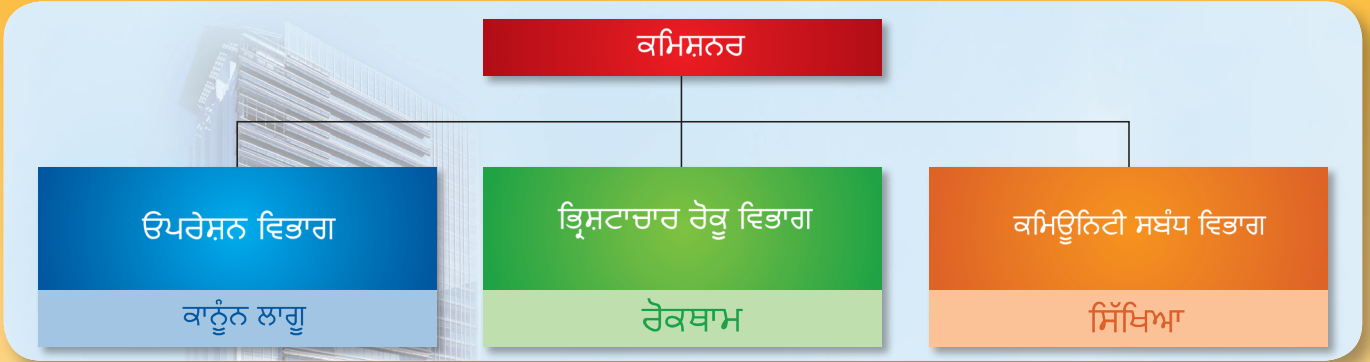 ਕਮਿਸ਼ਨਰ
ਓਪਰੇਸ਼ਨ ਵਿਭਾਗ
ਕਾਨੂੰਨ ਲਾਗੂ
ਭ੍ਰਿਸ਼ਟਾਚਾਰ ਰੋਕੂ ਵਿਭਾਗ
ਰੋਕਥਾਮ
ਕਮਿਊਨਿਟੀ ਸਬੰਧ ਵਿਭਾਗ
ਸਿੱਖਿਆ